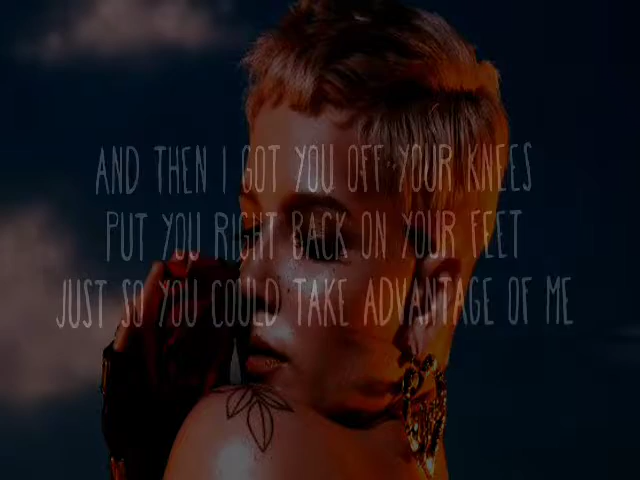 AND THEN I GOT YOU OFF YOUR KNEES
PUT YOU RIGHT BACK ON YOUR FEET
JUST SO YOU COULD TAKE ADVANTAGE OF ME